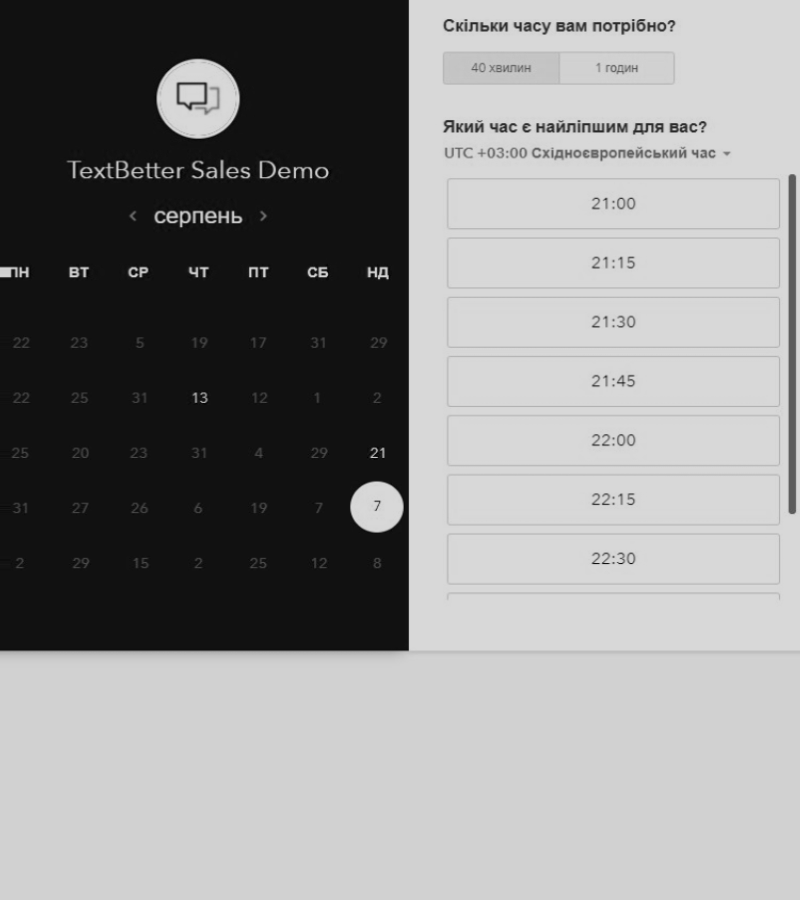 TextBetter Sales Demo
серпень
ПН ВТ СР ЧТ ПТ СБ НД
22 23 5 19 17 31 29
22 25 31 13 12 1 2
25 20 23 31 4 29 21
31 27 26 6 19 7 7
2 29 15 2 25 12 8
Скільки часу вам потрібно?
40 хвилин 1 годин
Який час є найліпшим для вас?
UTC +03:00 Східноєвропейський час
21:00
21:15
21:30
21:45
22:00
22:15
22:30